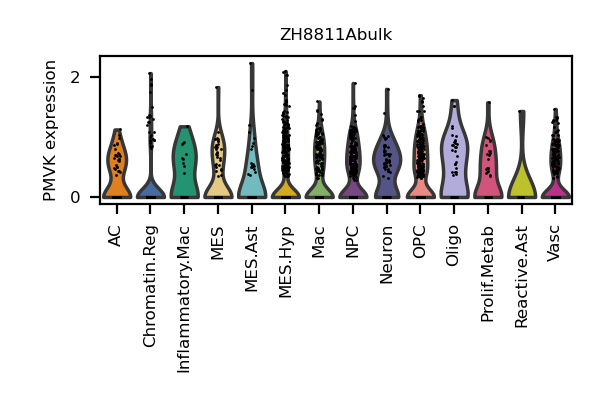 ZH8811Abulk
PMVK expression
2
0
AC
Chromatin.Reg
Inflammatory.Mac
MES
MES.Ast
MES.Hyp
Mac
NPC
Neuron
OPC
Oligo
Prolif.Metab
Reactive.Ast
Vasc